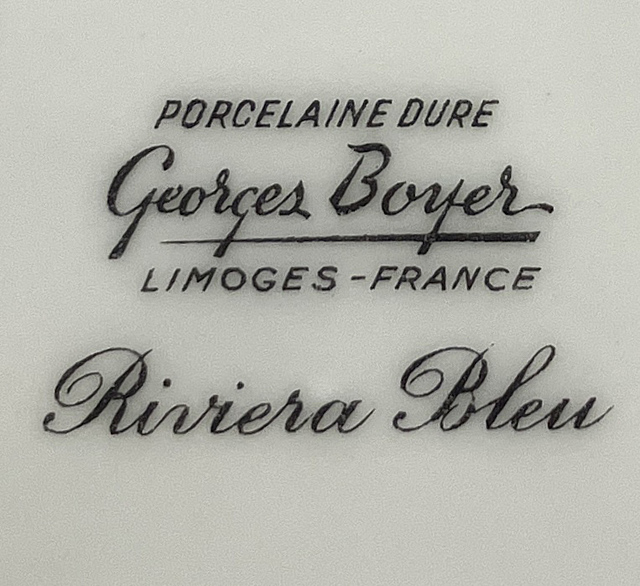 PORCELAINE DURE
Georges Boyer
LIMOGES-FRANCE
Riviera Bleu